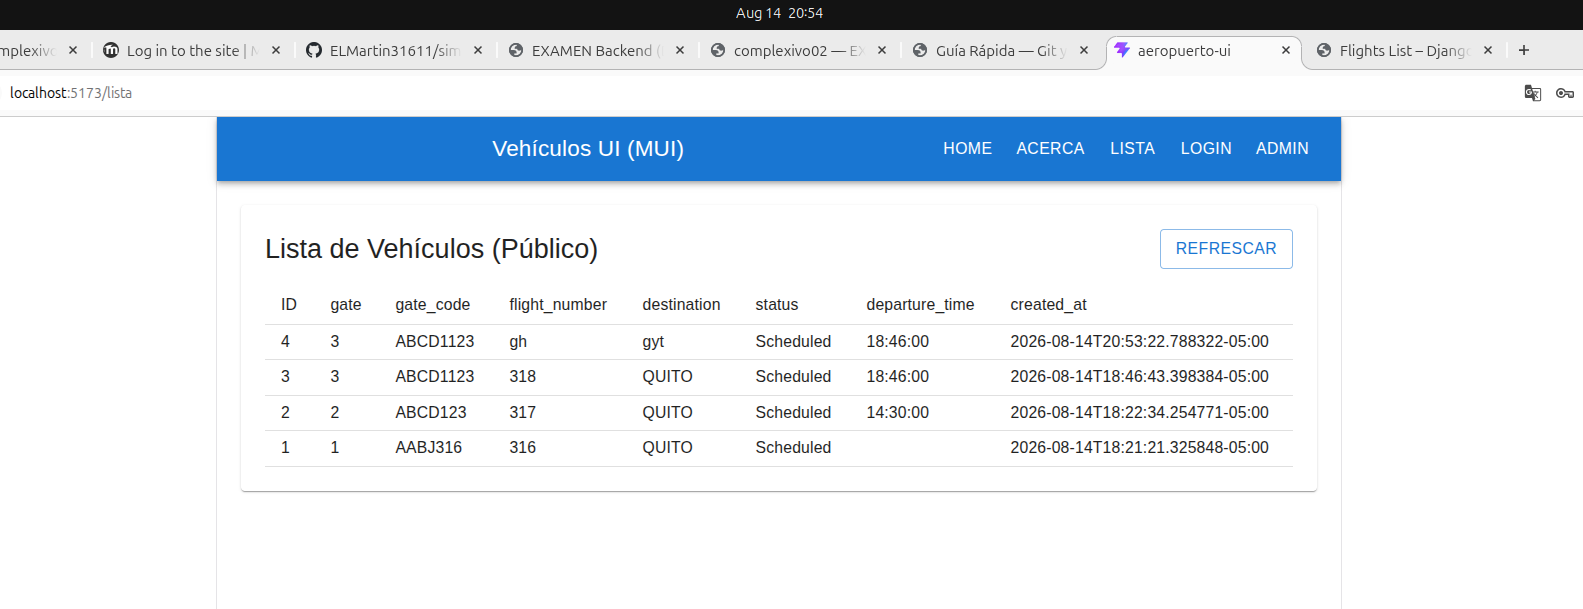 Aug 14 20:54
mplexivo Log in to the site | M ELMartin31611/sim EXAMEN Backend ( complexivo02 — EX Guía Rápida — Git y aeropuerto-ui Flights List – Djang
localhost:5173/lista
Vehículos UI (MUI) HOME ACERCA LISTA LOGIN ADMIN
Lista de Vehículos (Público) REFRESCAR
ID gate gate_code flight_number destination status departure_time created_at
4 3 ABCD1123 gh gyt Scheduled 18:46:00 2026-08-14T20:53:22.788322-05:00
3 3 ABCD1123 318 QUITO Scheduled 18:46:00 2026-08-14T18:46:43.398384-05:00
2 2 ABCD123 317 QUITO Scheduled 14:30:00 2026-08-14T18:22:34.254771-05:00
1 1 AABJ316 316 QUITO Scheduled 2026-08-14T18:21:21.325848-05:00